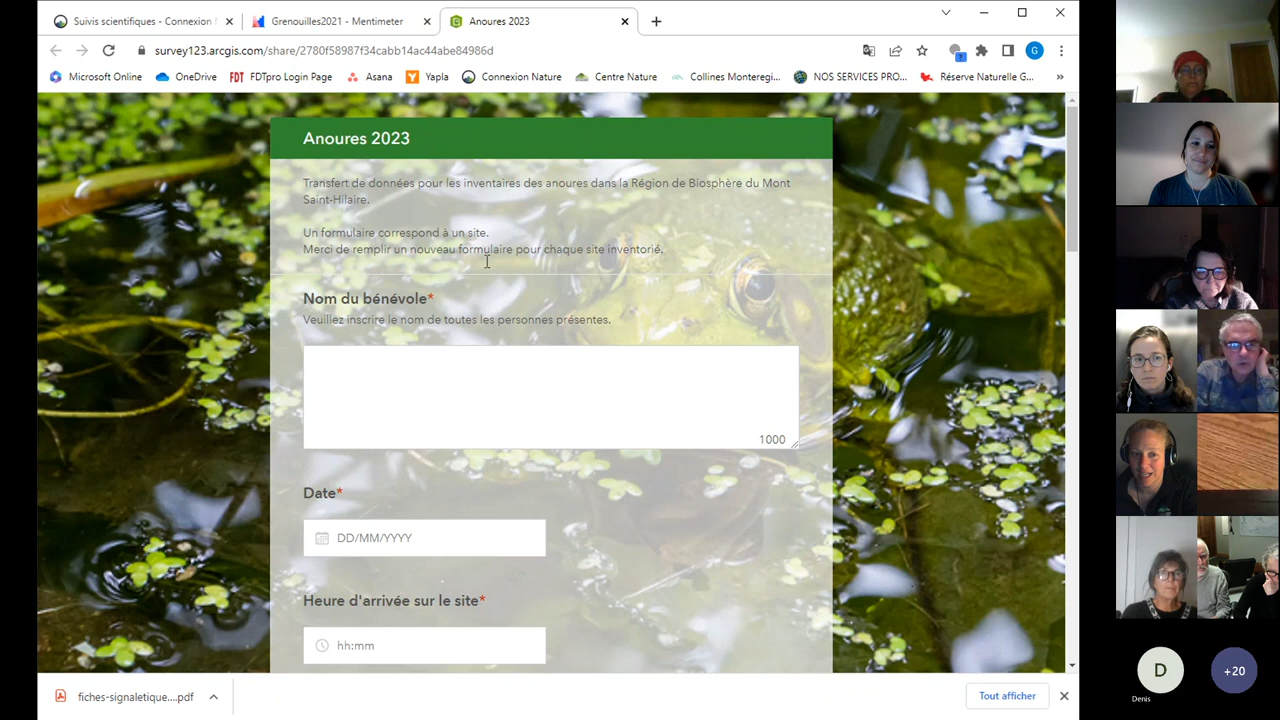 Suivis scientifiques - Connexion
Grenouilles2021 - Mentimeter
Anoures 2023
survey123.arcgis.com/share/2780f58987f34cabb14ac44abe84986d
G
Microsoft Online
OneDrive
FDT FDTpro Login Page
Asana
Yapla
Connexion Nature
Centre Nature
Collines Monteregi...
NOS SERVICES PRO...
Réserve Naturelle G...
»
Anoures 2023
Transfert de données pour les inventaires des anoures dans la Région de Biosphère du Mont
Saint-Hilaire.
Un formulaire correspond à un site.
Merci de remplir un nouveau formulaire pour chaque site inventorié.
Nom du bénévole*
Veuillez inscrire le nom de toutes les personnes présentes.
1000
Date*
DD/MM/YYYY
Heure d'arrivée sur le site*
hh:mm
fiches-signaletique....pdf
Tout afficher
D
Denis
+20